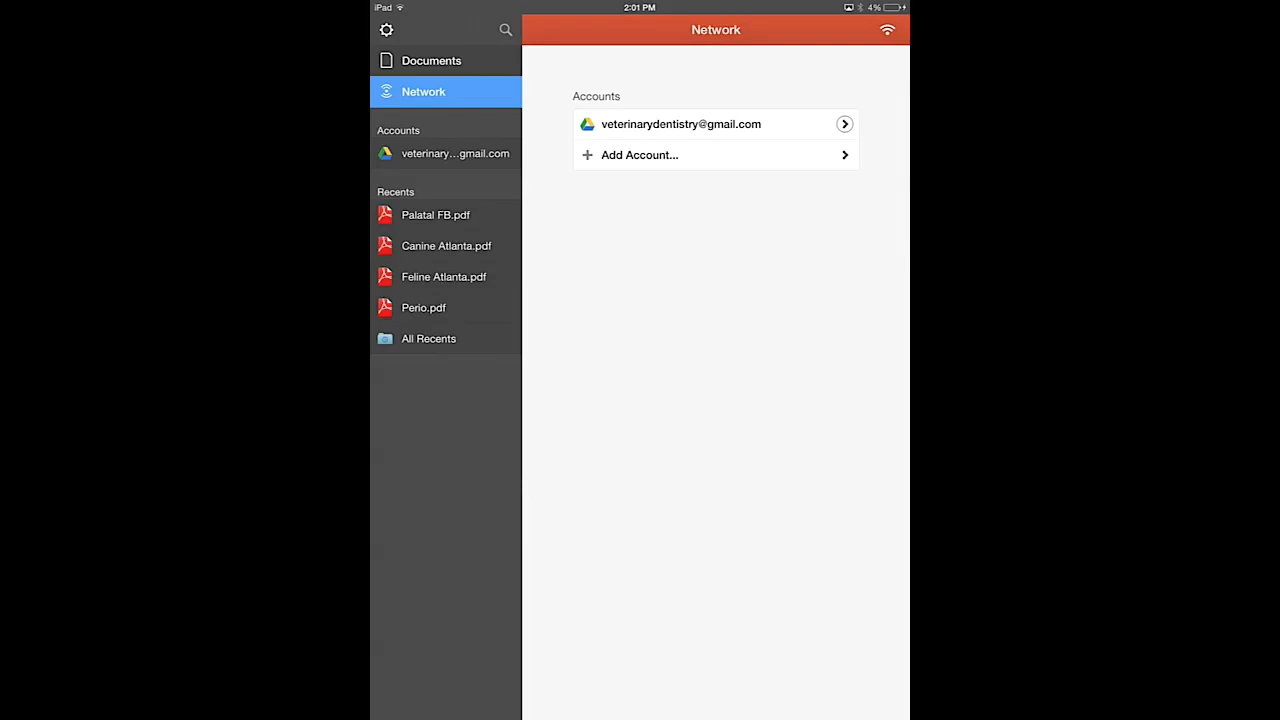 iPad 2:01 PM 4%
Network
Documents
Network
Accounts
veterinary...gmail.com
Recents
Palatal FB.pdf
Canine Atlanta.pdf
Feline Atlanta.pdf
Perio.pdf
All Recents
Accounts
veterinarydentistry@gmail.com
Add Account...